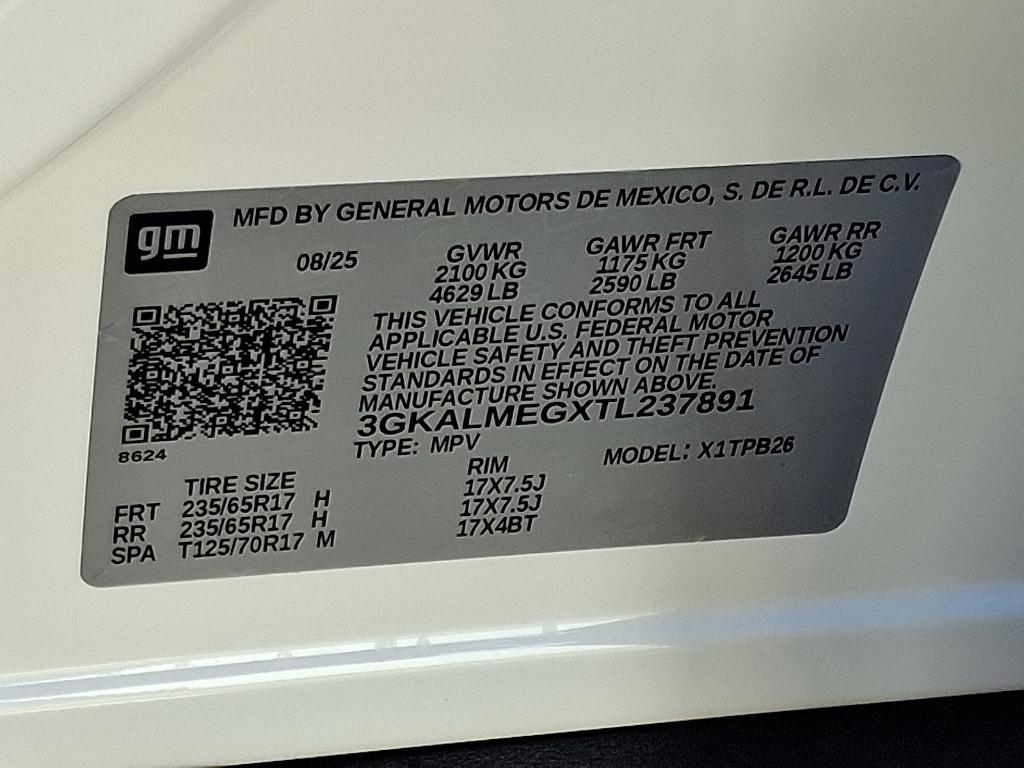 gm
MFD BY GENERAL MOTORS DE MEXICO, S. DE R.L. DE C.V.
08/25 GVWR GAWR FRT GAWR RR
2100 KG 1175 KG 1200 KG
4629 LB 2590 LB 2645 LB
THIS VEHICLE CONFORMS TO ALL
APPLICABLE U.S. FEDERAL MOTOR
VEHICLE SAFETY AND THEFT PREVENTION
STANDARDS IN EFFECT ON THE DATE OF
MANUFACTURE SHOWN ABOVE.
3GKALMEGXTL237891
8624
TYPE: MPV MODEL: X1TPB26
TIRE SIZE RIM
FRT 235/65R17 H 17X7.5J
RR 235/65R17 H 17X7.5J
SPA T125/70R17 M 17X4BT